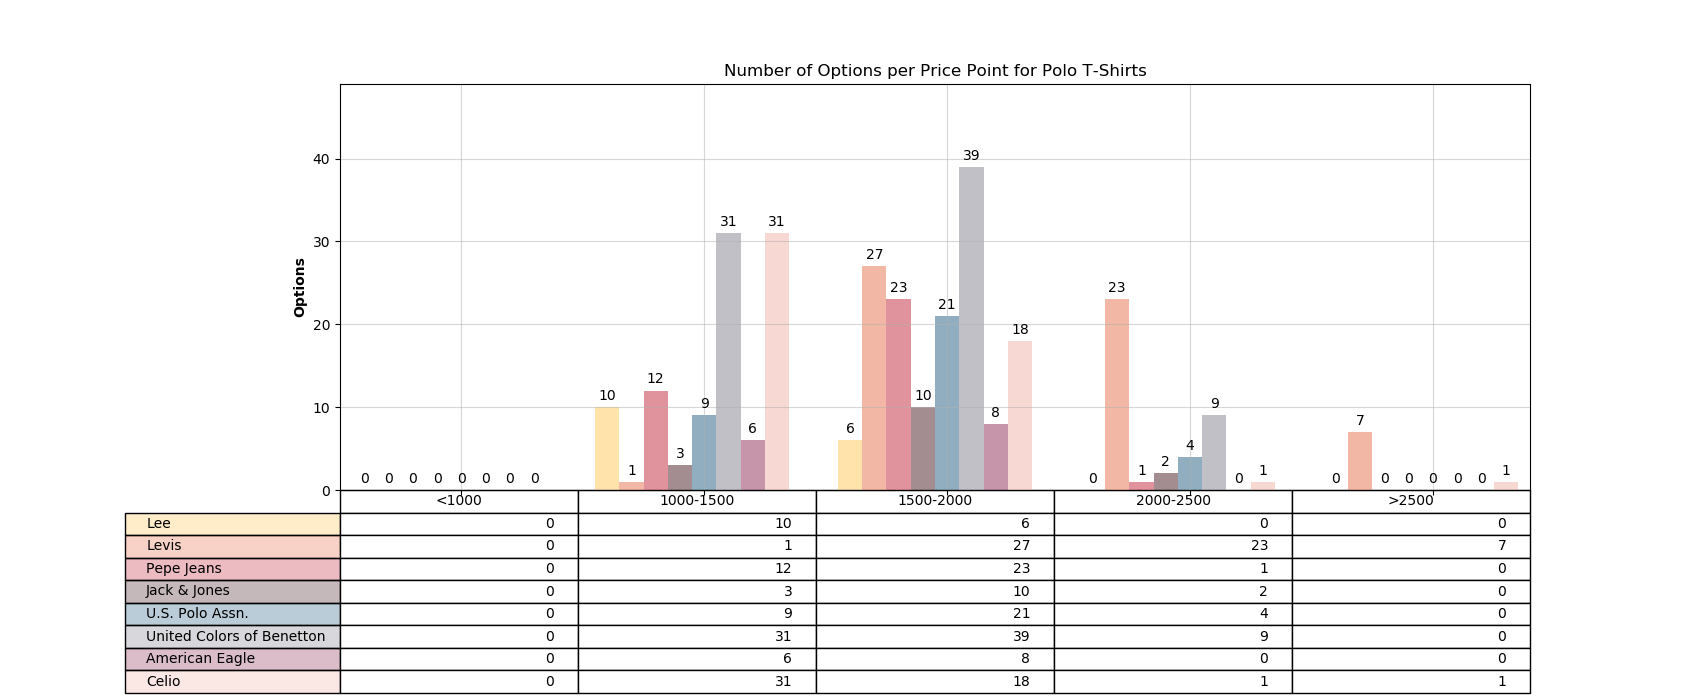 Number of Options per Price Point for Polo T-Shirts
Options
40
30
20
10
0
0 0 0 0 0 0 0 0
10 1 12 3 9 31 6 31
6 27 23 10 21 39 8 18
0 23 1 2 4 9 0 1
0 7 0 0 0 0 0 1
<1000 1000-1500 1500-2000 2000-2500 >2500
Lee 0 10 6 0 0
Levis 0 1 27 23 7
Pepe Jeans 0 12 23 1 0
Jack & Jones 0 3 10 2 0
U.S. Polo Assn. 0 9 21 4 0
United Colors of Benetton 0 31 39 9 0
American Eagle 0 6 8 0 0
Celio 0 31 18 1 1